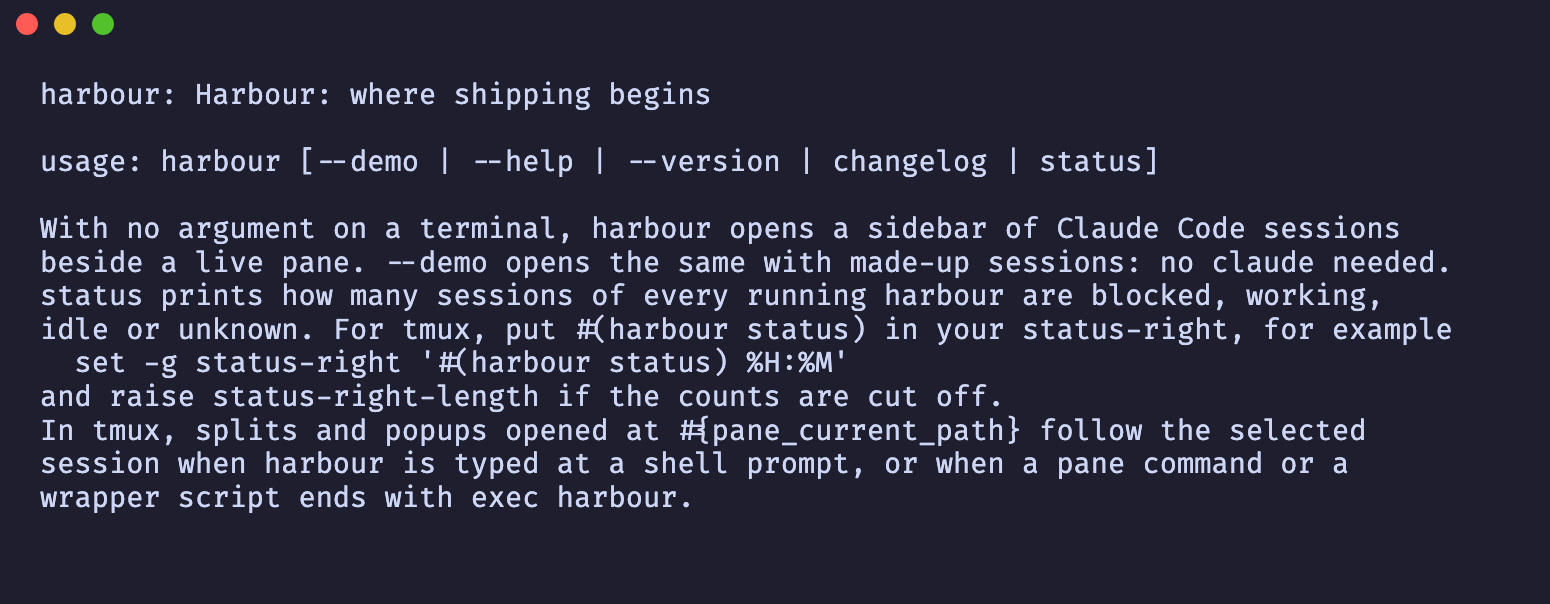 harbour: Harbour: where shipping begins
usage: harbour [--demo | --help | --version | changelog | status]
With no argument on a terminal, harbour opens a sidebar of Claude Code sessions
beside a live pane. --demo opens the same with made-up sessions: no claude needed.
status prints how many sessions of every running harbour are blocked, working,
idle or unknown. For tmux, put #(harbour status) in your status-right, for example
  set -g status-right '#(harbour status) %H:%M'
and raise status-right-length if the counts are cut off.
In tmux, splits and popups opened at #{pane_current_path} follow the selected
session when harbour is typed at a shell prompt, or when a pane command or a
wrapper script ends with exec harbour.